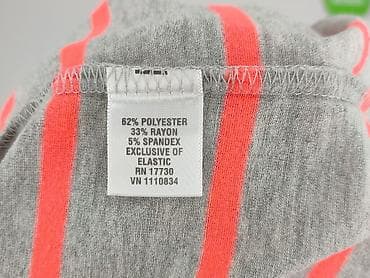 62% POLYESTER
33% RAYON
5% SPANDEX
EXCLUSIVE OF
ELASTIC
RN 17730
VN 1110834